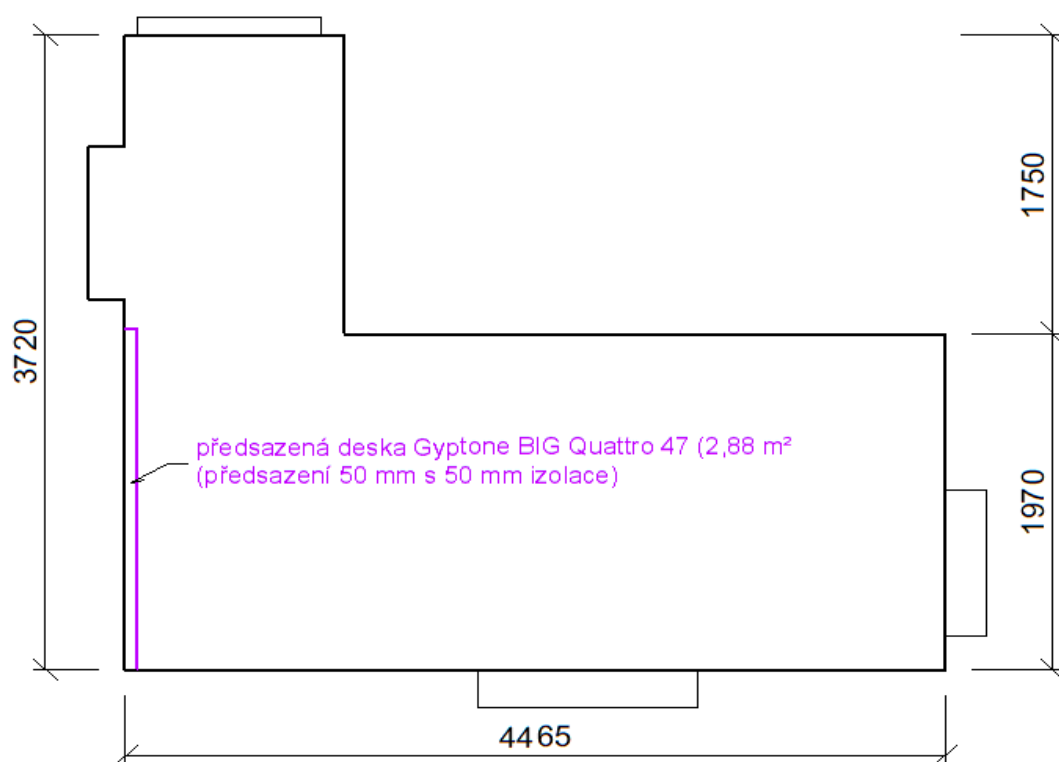 1750
3720
předsazená deska Gyptone BIG Quattro 47 (2,88 m²
(předsazení 50 mm s 50 mm izolace)
1970
4465